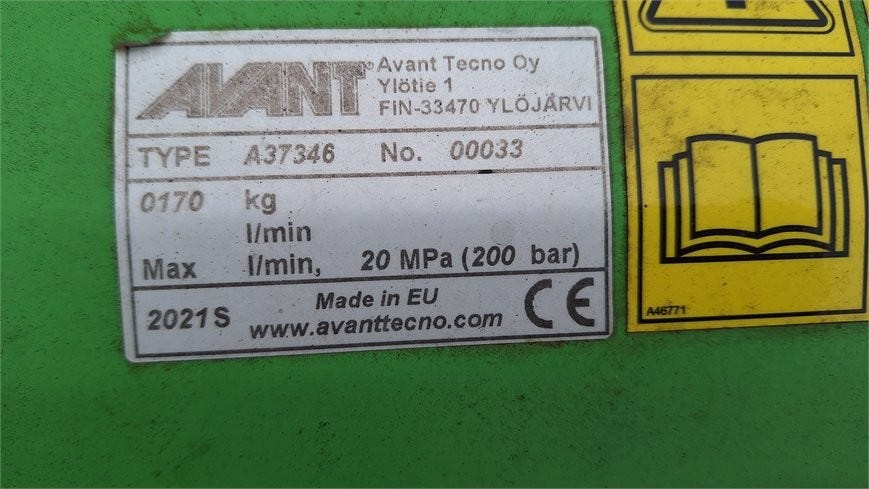 AVANT® Avant Tecno Oy
Ylötie 1
FIN-33470 YLÖJÄRVI
TYPE A37346 No. 00033
0170 kg
l/min
Max l/min, 20 MPa (200 bar)
2021S Made in EU CE
www.avanttecno.com
A46771